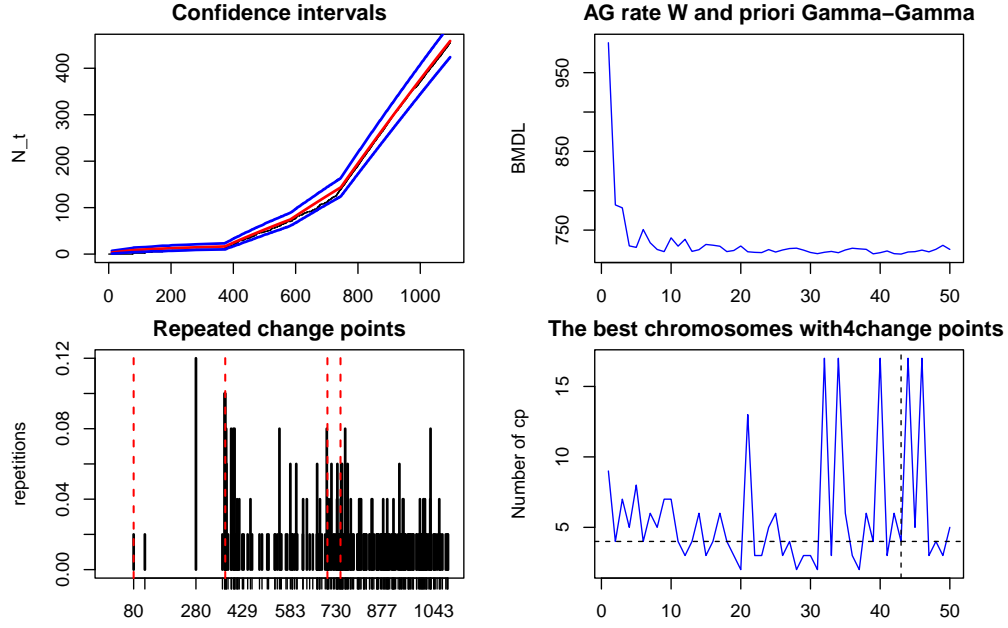 Confidence intervals
N_t
0 100 200 300 400
0 200 400 600 800 1000
AG rate W and priori Gamma−Gamma
BMDL
750 850 950
0 10 20 30 40 50
Repeated change points
repetitions
0.00 0.04 0.08 0.12
80 280 429 583 730 877 1043
The best chromosomes with4change points
Number of cp
5 10 15
0 10 20 30 40 50